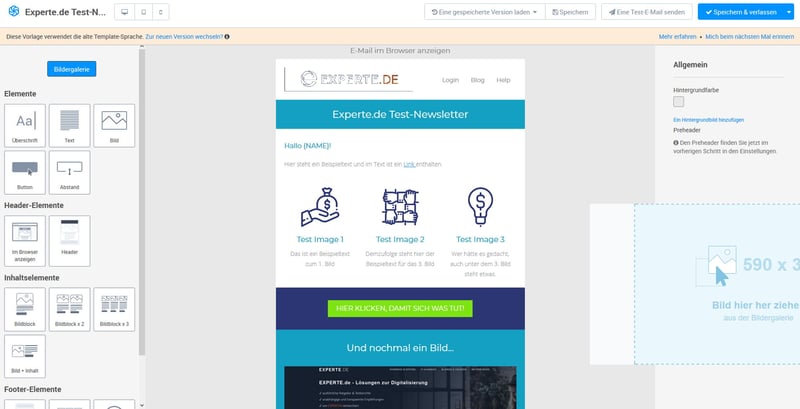 Experte.de Test-N...
Eine gespeicherte Version laden
Speichern
Eine Test-E-Mail senden
Speichern & verlassen
Diese Vorlage verwendet die alte Template-Sprache. Zur neuen Version wechseln?
Mehr erfahren • Mich beim nächsten Mal erinnern
Bildergalerie
Elemente
Aa
Überschrift
Text
Bild
Button
Abstand
Header-Elemente
Im Browser
anzeigen
Header
Inhaltselemente
Bildblock
Bildblock x 2
Bildblock x 3
Bild + Inhalt
Footer-Elemente
E-Mail im Browser anzeigen
EXPERTE.DE
Login
Blog
Help
Experte.de Test-Newsletter
Hallo {NAME}!
Hier steht ein Beispieltext und im Text ist ein Link enthalten.
Test Image 1
Das ist ein Beispieltext
zum 1. Bild
Test Image 2
Demzufolge steht hier der
Beispieltext für das 2. Bild
Test Image 3
Wer hätte es gedacht,
auch unter dem 3. Bild
steht etwas.
HIER KLICKEN, DAMIT SICH WAS TUT!
Und nochmal ein Bild...
EXPERTE.DE
EXPERTE.de - Lösungen zur Digitalisierung
Allgemein
Hintergrundfarbe
Ein Hintergrundbild hinzufügen
Preheader
Den Preheader finden Sie jetzt im
vorherigen Schritt in den Einstellungen.
590 x 3
Bild hier her ziehe
aus der Bildergalerie